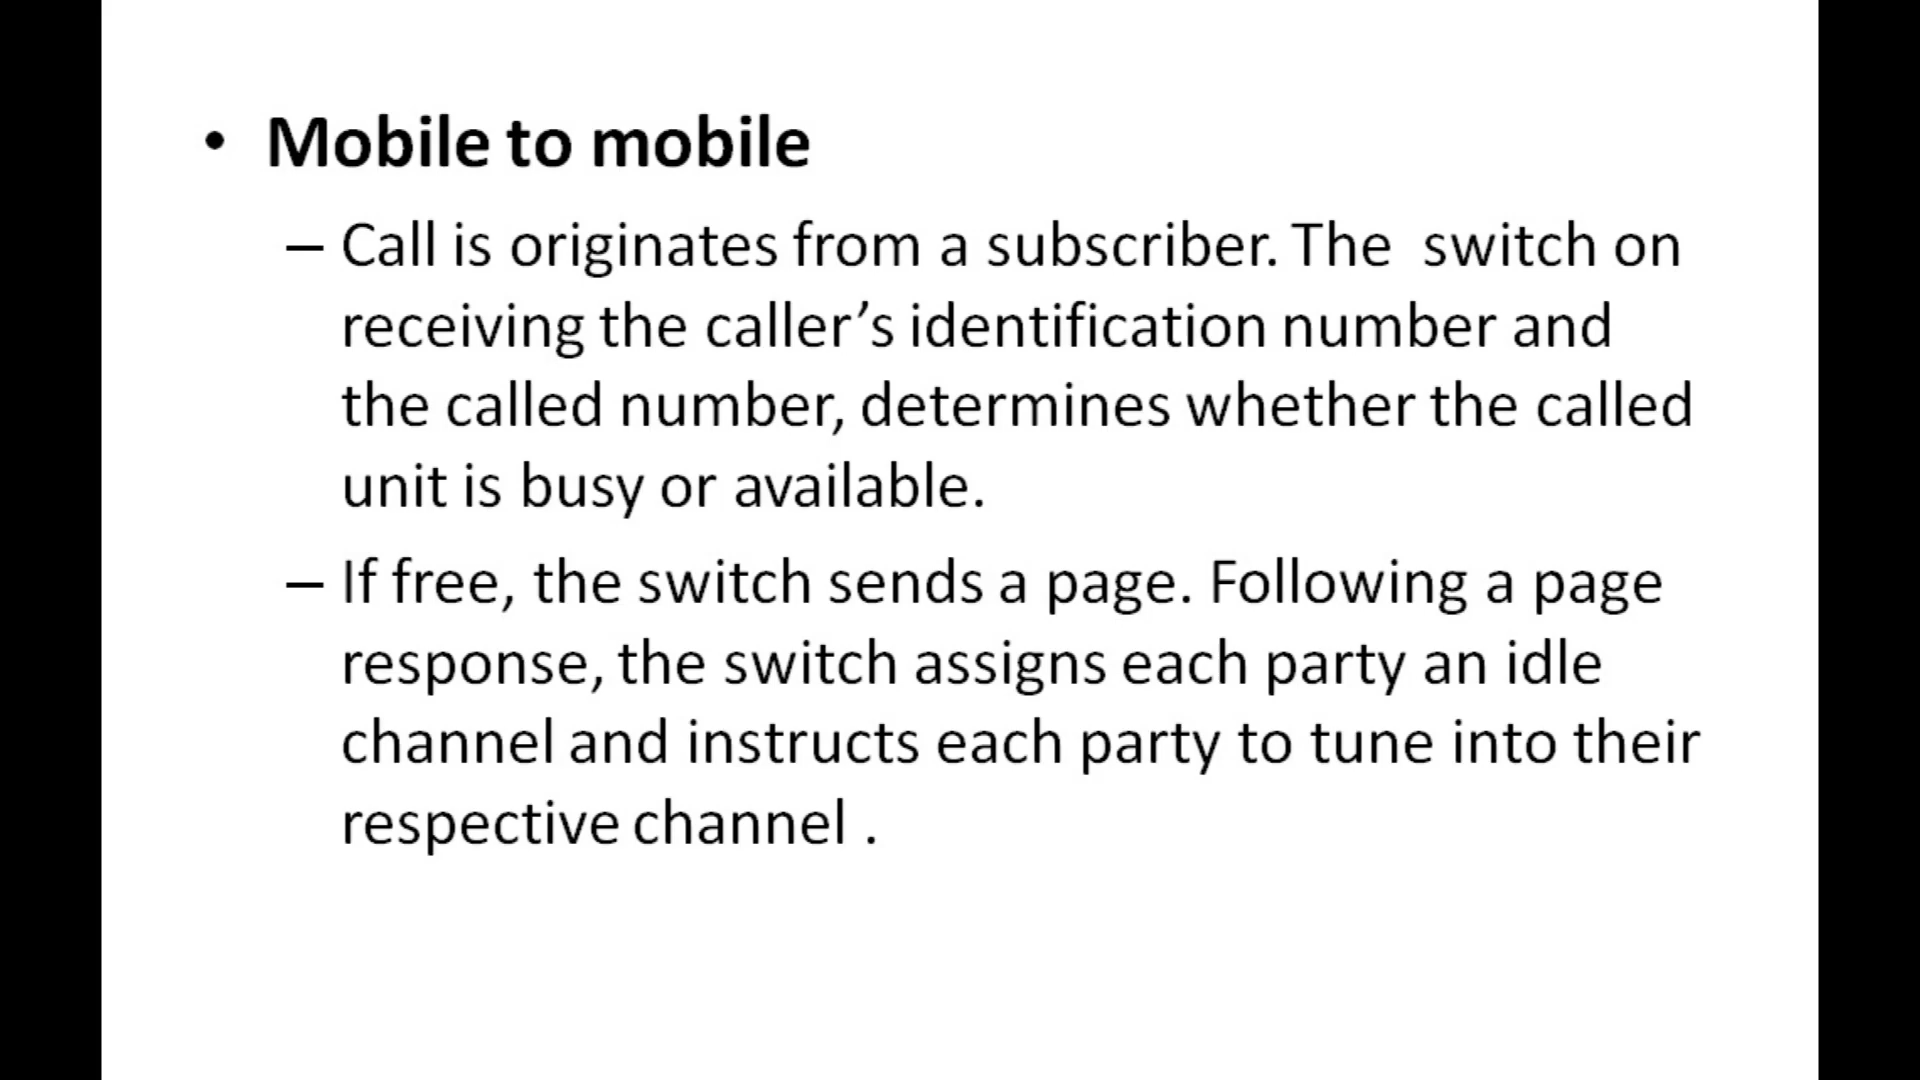 • Mobile to mobile
– Call is originates from a subscriber. The  switch on
receiving the caller’s identification number and
the called number, determines whether the called
unit is busy or available.
– If free, the switch sends a page. Following a page
response, the switch assigns each party an idle
channel and instructs each party to tune into their
respective channel .